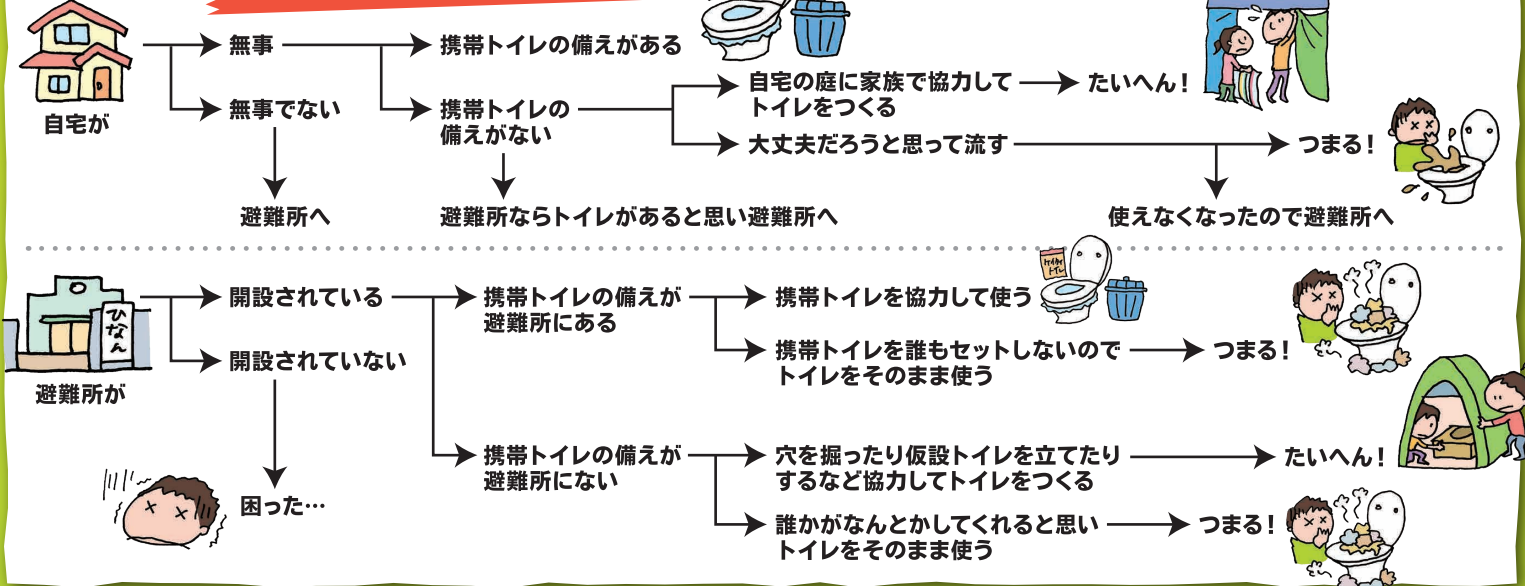 無事
携帯トイレの備えがある
自宅の庭に家族で協力して
トイレをつくる
たいへん！
無事でない
携帯トイレの
備えがない
自宅が
大丈夫だろうと思って流す
つまる！
避難所へ
避難所ならトイレがあると思い避難所へ
使えなくなったので避難所へ
開設されている
携帯トイレの備えが
避難所にある
携帯トイレを協力して使う
ケイタイ
トイレ
ひなん
開設されていない
携帯トイレを誰もセットしないので
トイレをそのまま使う
つまる！
避難所が
携帯トイレの備えが
避難所にない
穴を掘ったり仮設トイレを立てたり
するなど協力してトイレをつくる
たいへん！
困った…
誰かがなんとかしてくれると思い
トイレをそのまま使う
つまる！